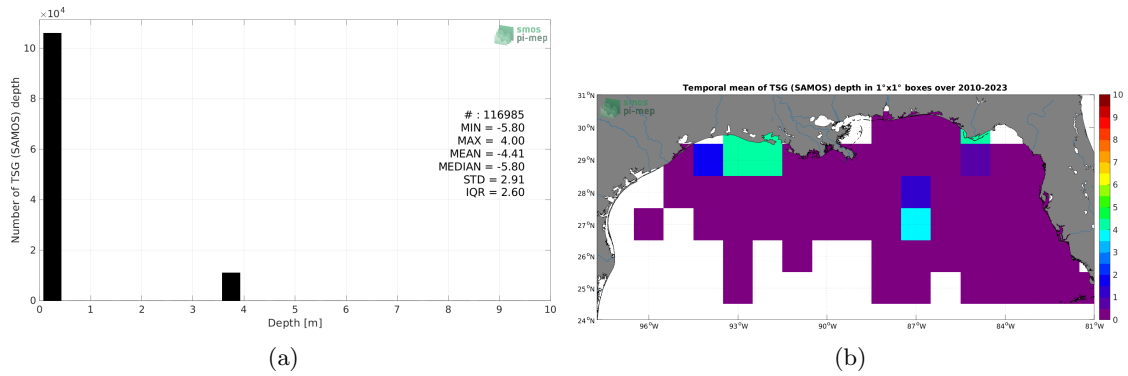 ×10⁴
smos
pi-mep
10
8
6
4
2
0
Number of TSG (SAMOS) depth
# : 116985
MIN = -5.80
MAX = 4.00
MEAN = -4.41
MEDIAN = -5.80
STD = 2.91
IQR = 2.60
0 1 2 3 4 5 6 7 8 9 10
Depth [m]
(a)
Temporal mean of TSG (SAMOS) depth in 1°x1° boxes over 2010-2023
smos
pi-mep
31°N
30°N
29°N
28°N
27°N
26°N
25°N
24°N
96°W 93°W 90°W 87°W 84°W 81°W
10
9
8
7
6
5
4
3
2
1
0
(b)